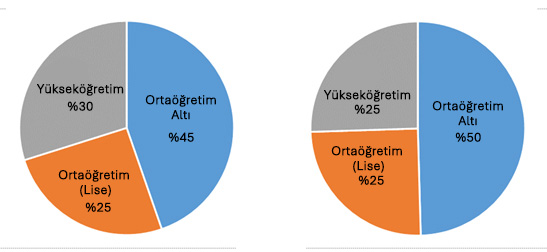 Yükseköğretim
%30
Ortaöğretim
Altı
%45
Ortaöğretim
(Lise)
%25
Yükseköğretim
%25
Ortaöğretim
Altı
%50
Ortaöğretim
(Lise)
%25